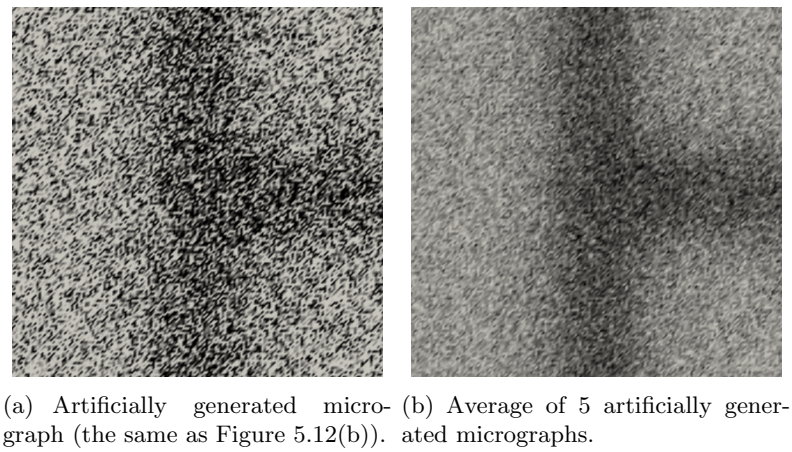 (a) Artificially generated micro-
graph (the same as Figure 5.12(b)).
(b) Average of 5 artificially gener-
ated micrographs.